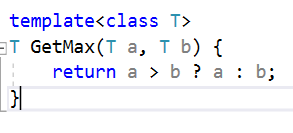 template<class T>
T GetMax(T a, T b) {
    return a > b ? a : b;
}